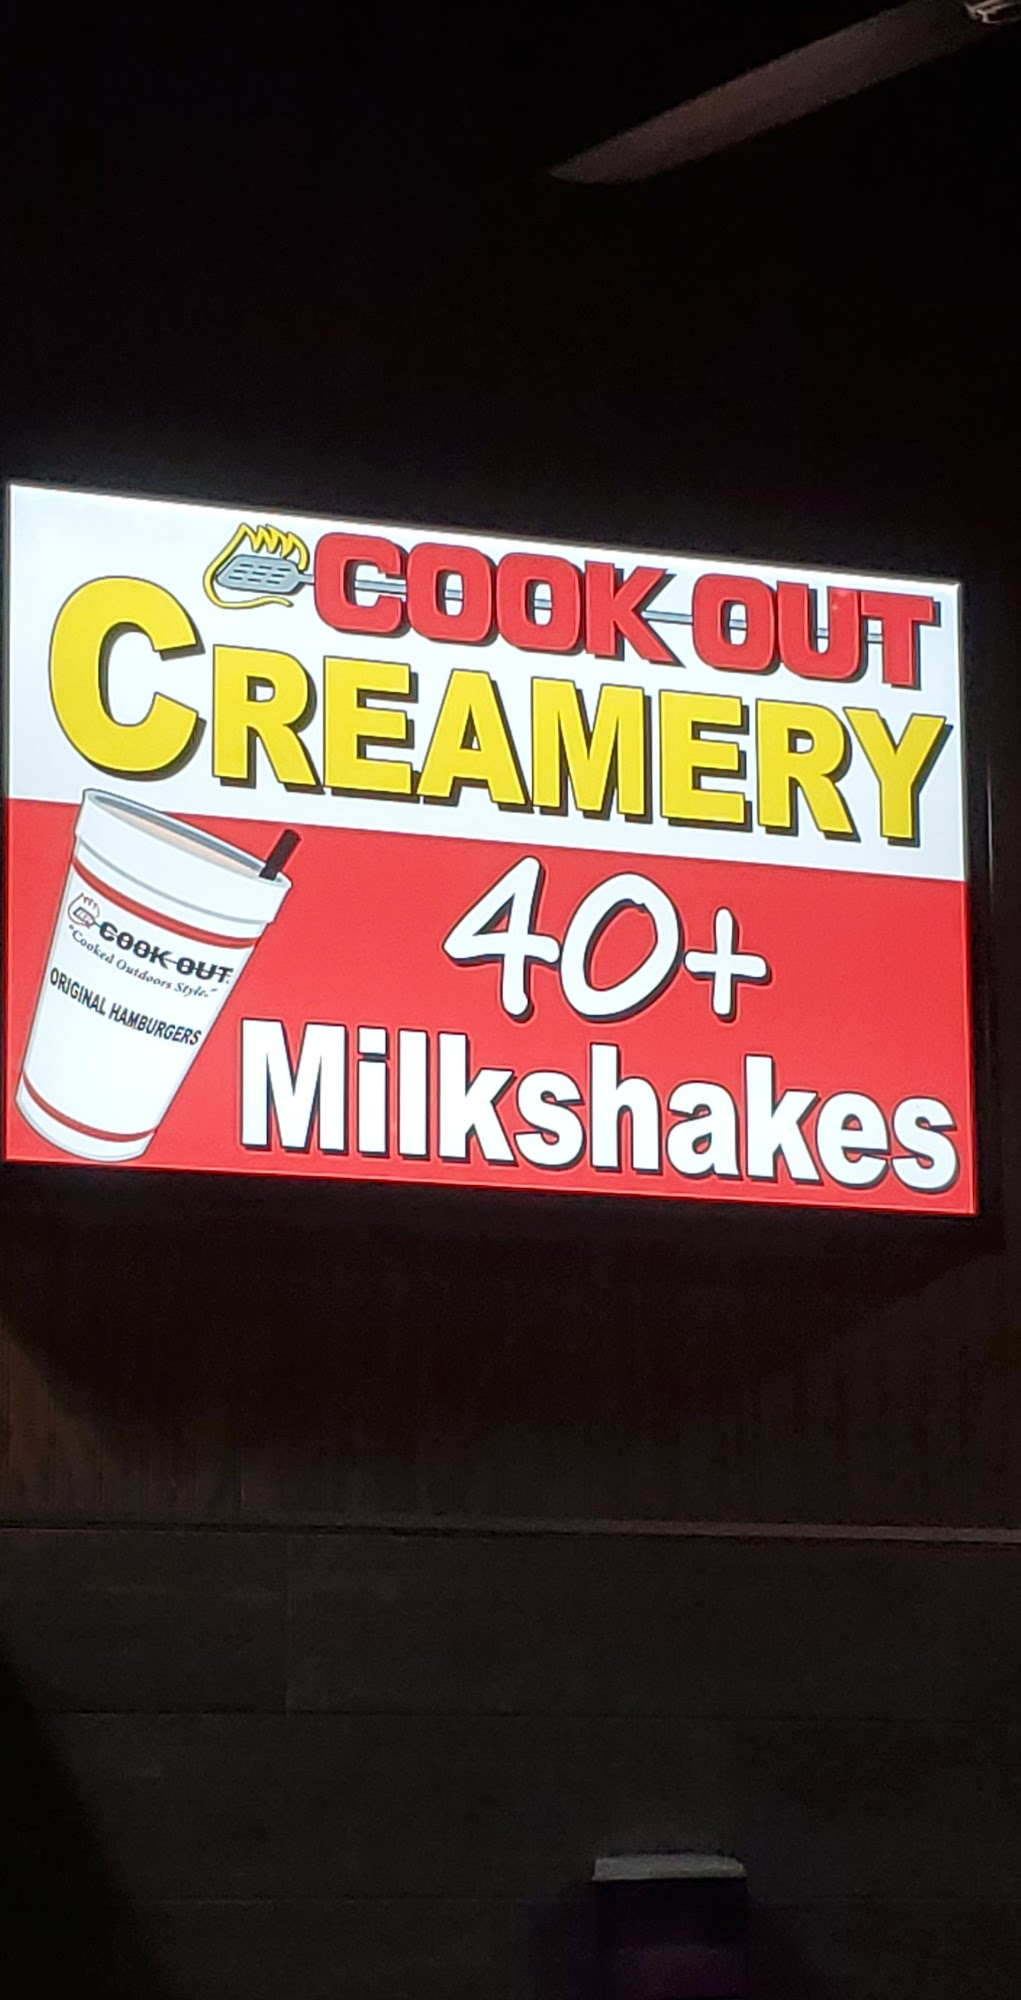 COOK OUT
CREAMERY
40+
Milkshakes
COOK OUT.
"Cooked Outdoors Style."
ORIGINAL HAMBURGERS